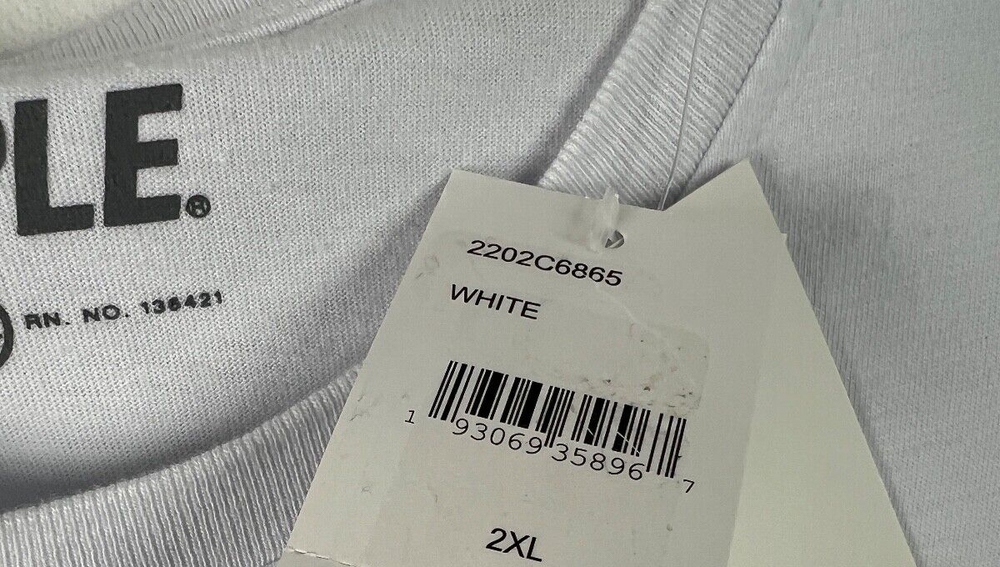 PLE®
RN. NO. 136421
2202C6865
WHITE
1 93069 35896 7
2XL